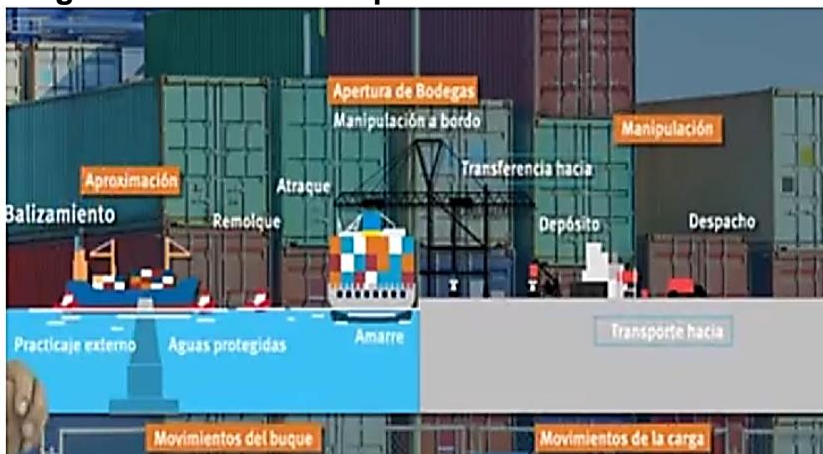 Apertura de Bodegas
Manipulación a bordo
Manipulación
Aproximación
Atraque
Transferencia hacia
Balizamiento
Remolque
Depósito
Despacho
Practicaje externo
Aguas protegidas
Amarre
Transporte hacia
Movimientos del buque
Movimientos de la carga